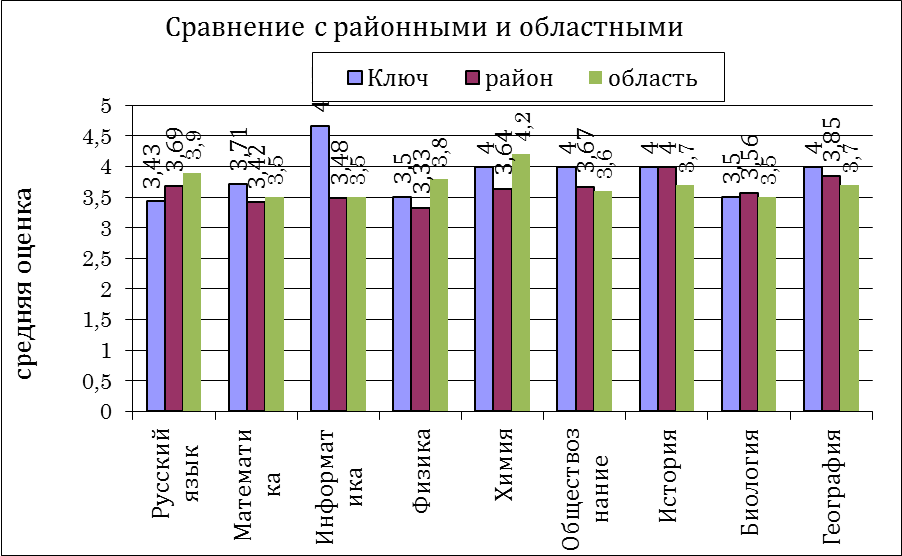 Сравнение с районными и областными
Ключ район область
средняя оценка
5
4,5
4
3,5
3
2,5
2
1,5
1
0,5
0
3,43 3,69 3,9
3,71 3,42 3,5
4 3,48 3,5
3,5 3,33 3,8
4 3,64 4,2
4 3,67 3,6
4 4 3,7
3,5 3,56 3,5
4 3,85 3,7
Русский
язык
Математи
ка
Информат
ика
Физика
Химия
Обществоз
нание
История
Биология
География